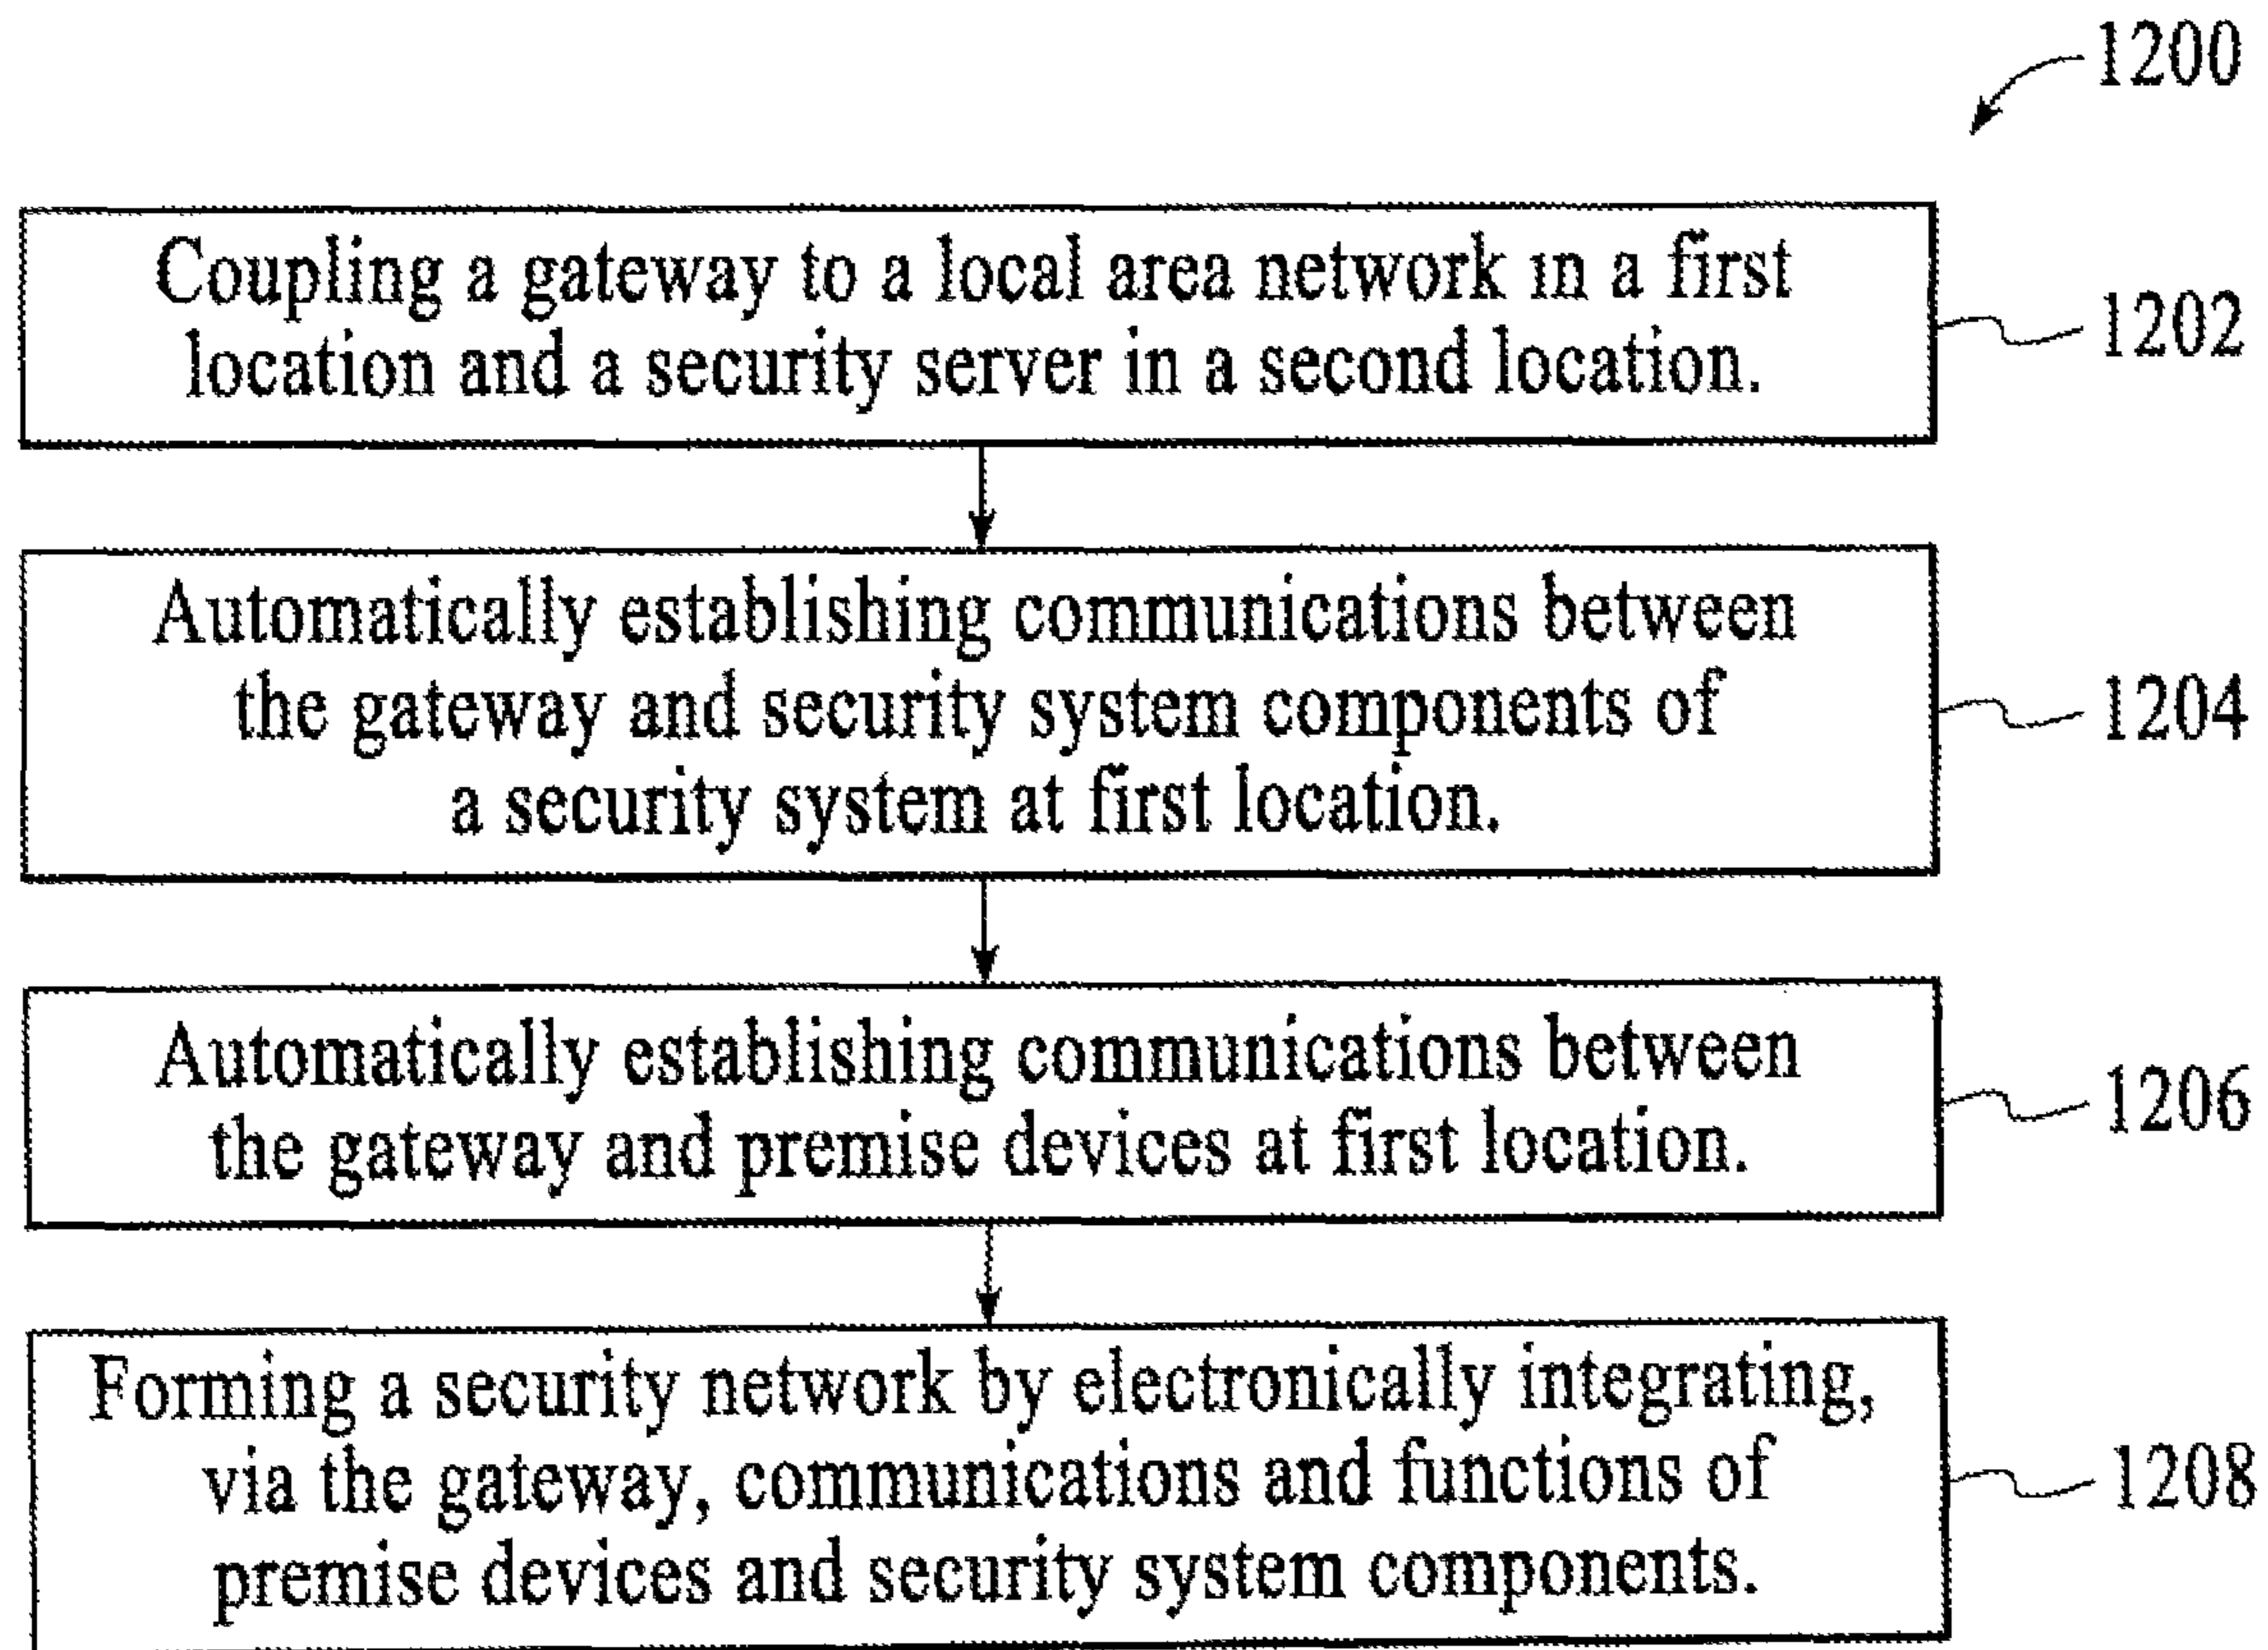 1200
Coupling a gateway to a local area network in a first
location and a security server in a second location.
1202
Automatically establishing communications between
the gateway and security system components of
a security system at first location.
1204
Automatically establishing communications between
the gateway and premise devices at first location.
1206
Forming a security network by electronically integrating,
via the gateway, communications and functions of
premise devices and security system components.
1208